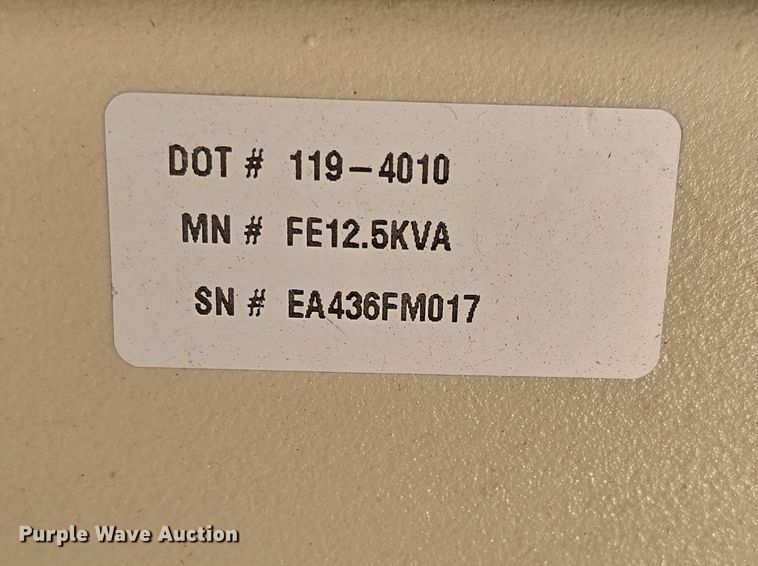 DOT # 119-4010
MN # FE12.5KVA
SN # EA436FM017
Purple Wave Auction